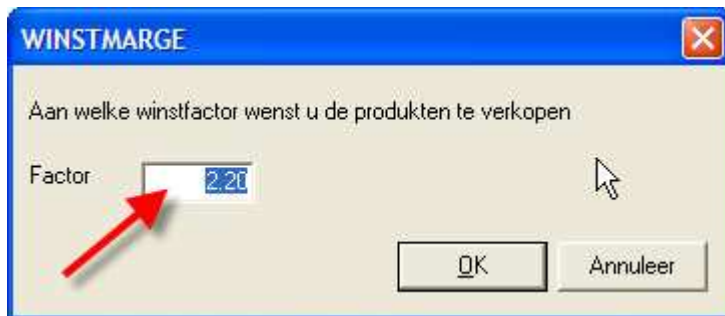 WINSTMARGE
Aan welke winstfactor wenst u de produkten te verkopen
Factor 2.20
OK Annuleer